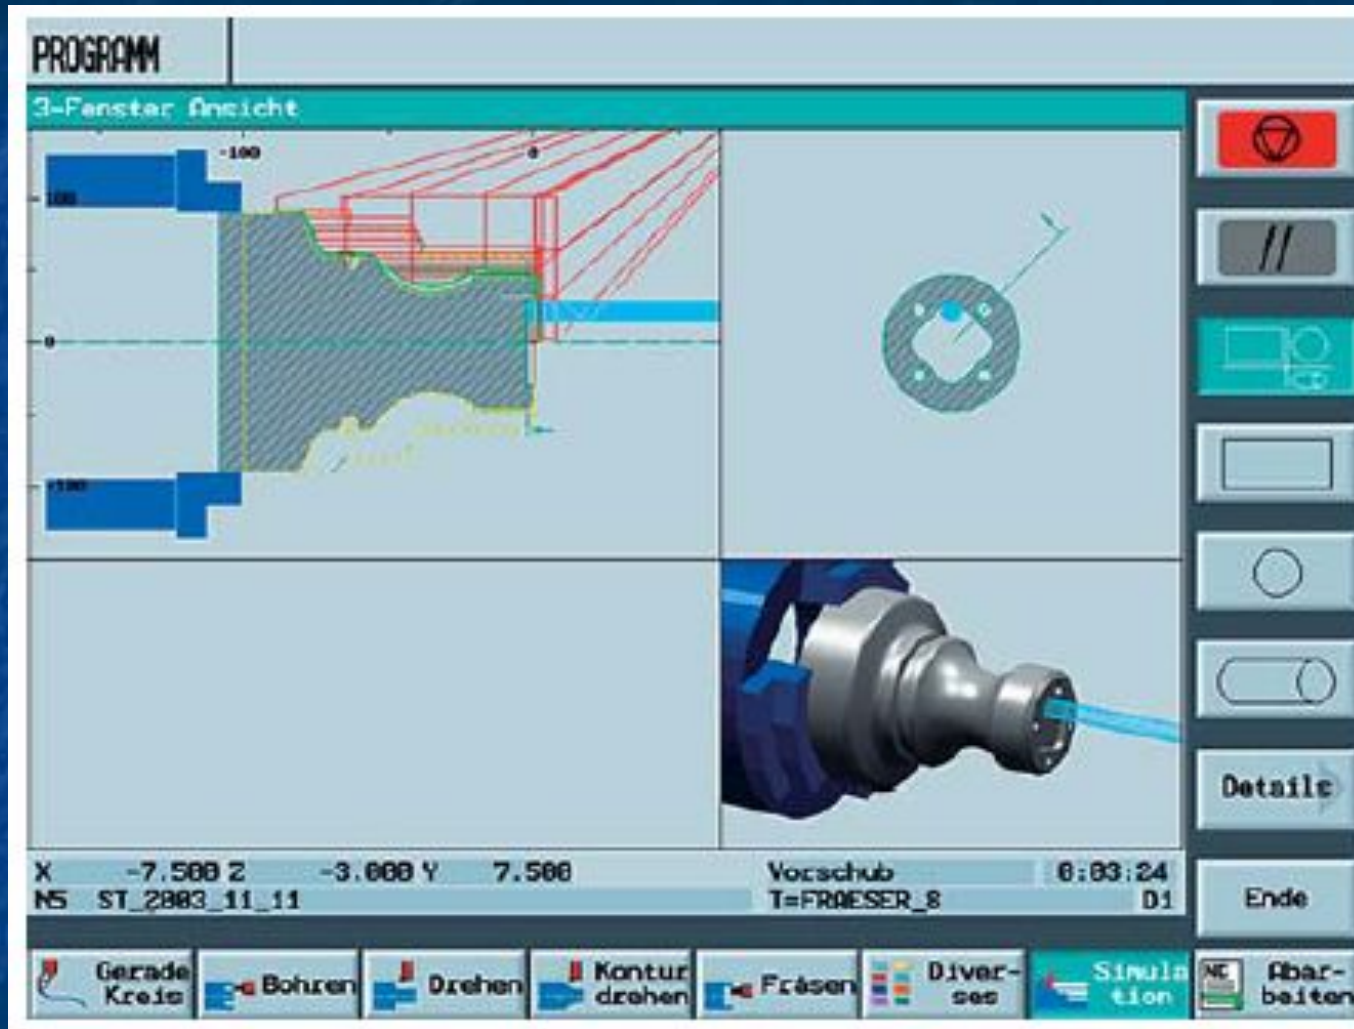 PROGRAMM
3-Fenster Ansicht
-100
0
100
0
-100
Details
X -7.500 Z -3.000 Y 7.500 Vorschub 0:03:24
N5 ST_2003_11_11 T=FRAESER_8 D1
Ende
Gerade
Kreis
Bohren
Drehen
Kontur
drehen
Fräsen
Diver-
ses
Simula
tion
NC
Abar-
beiten